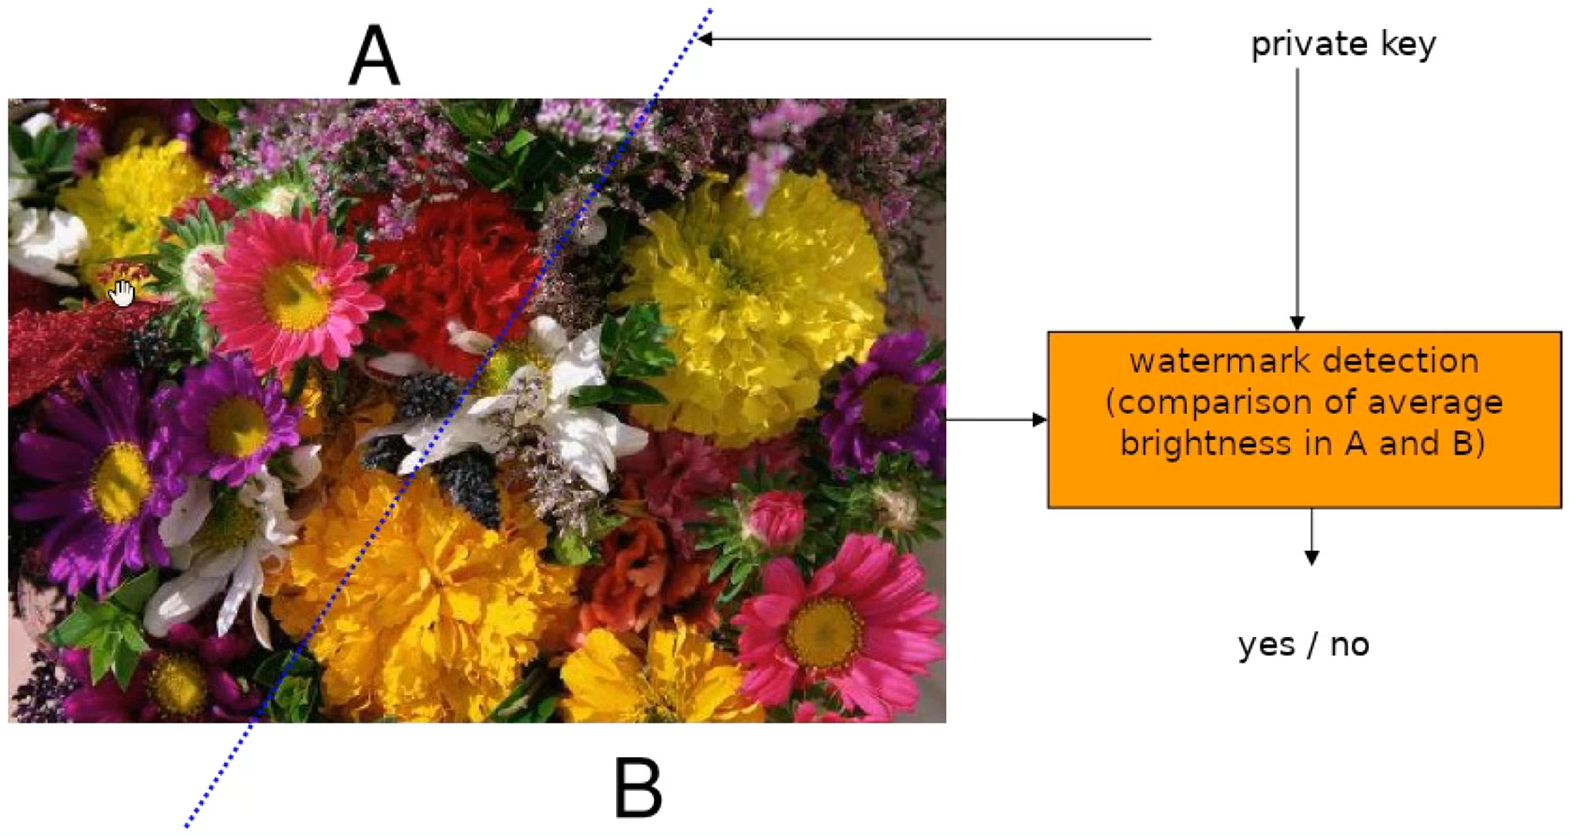 A
private key
watermark detection
(comparison of average
brightness in A and B)
yes / no
B